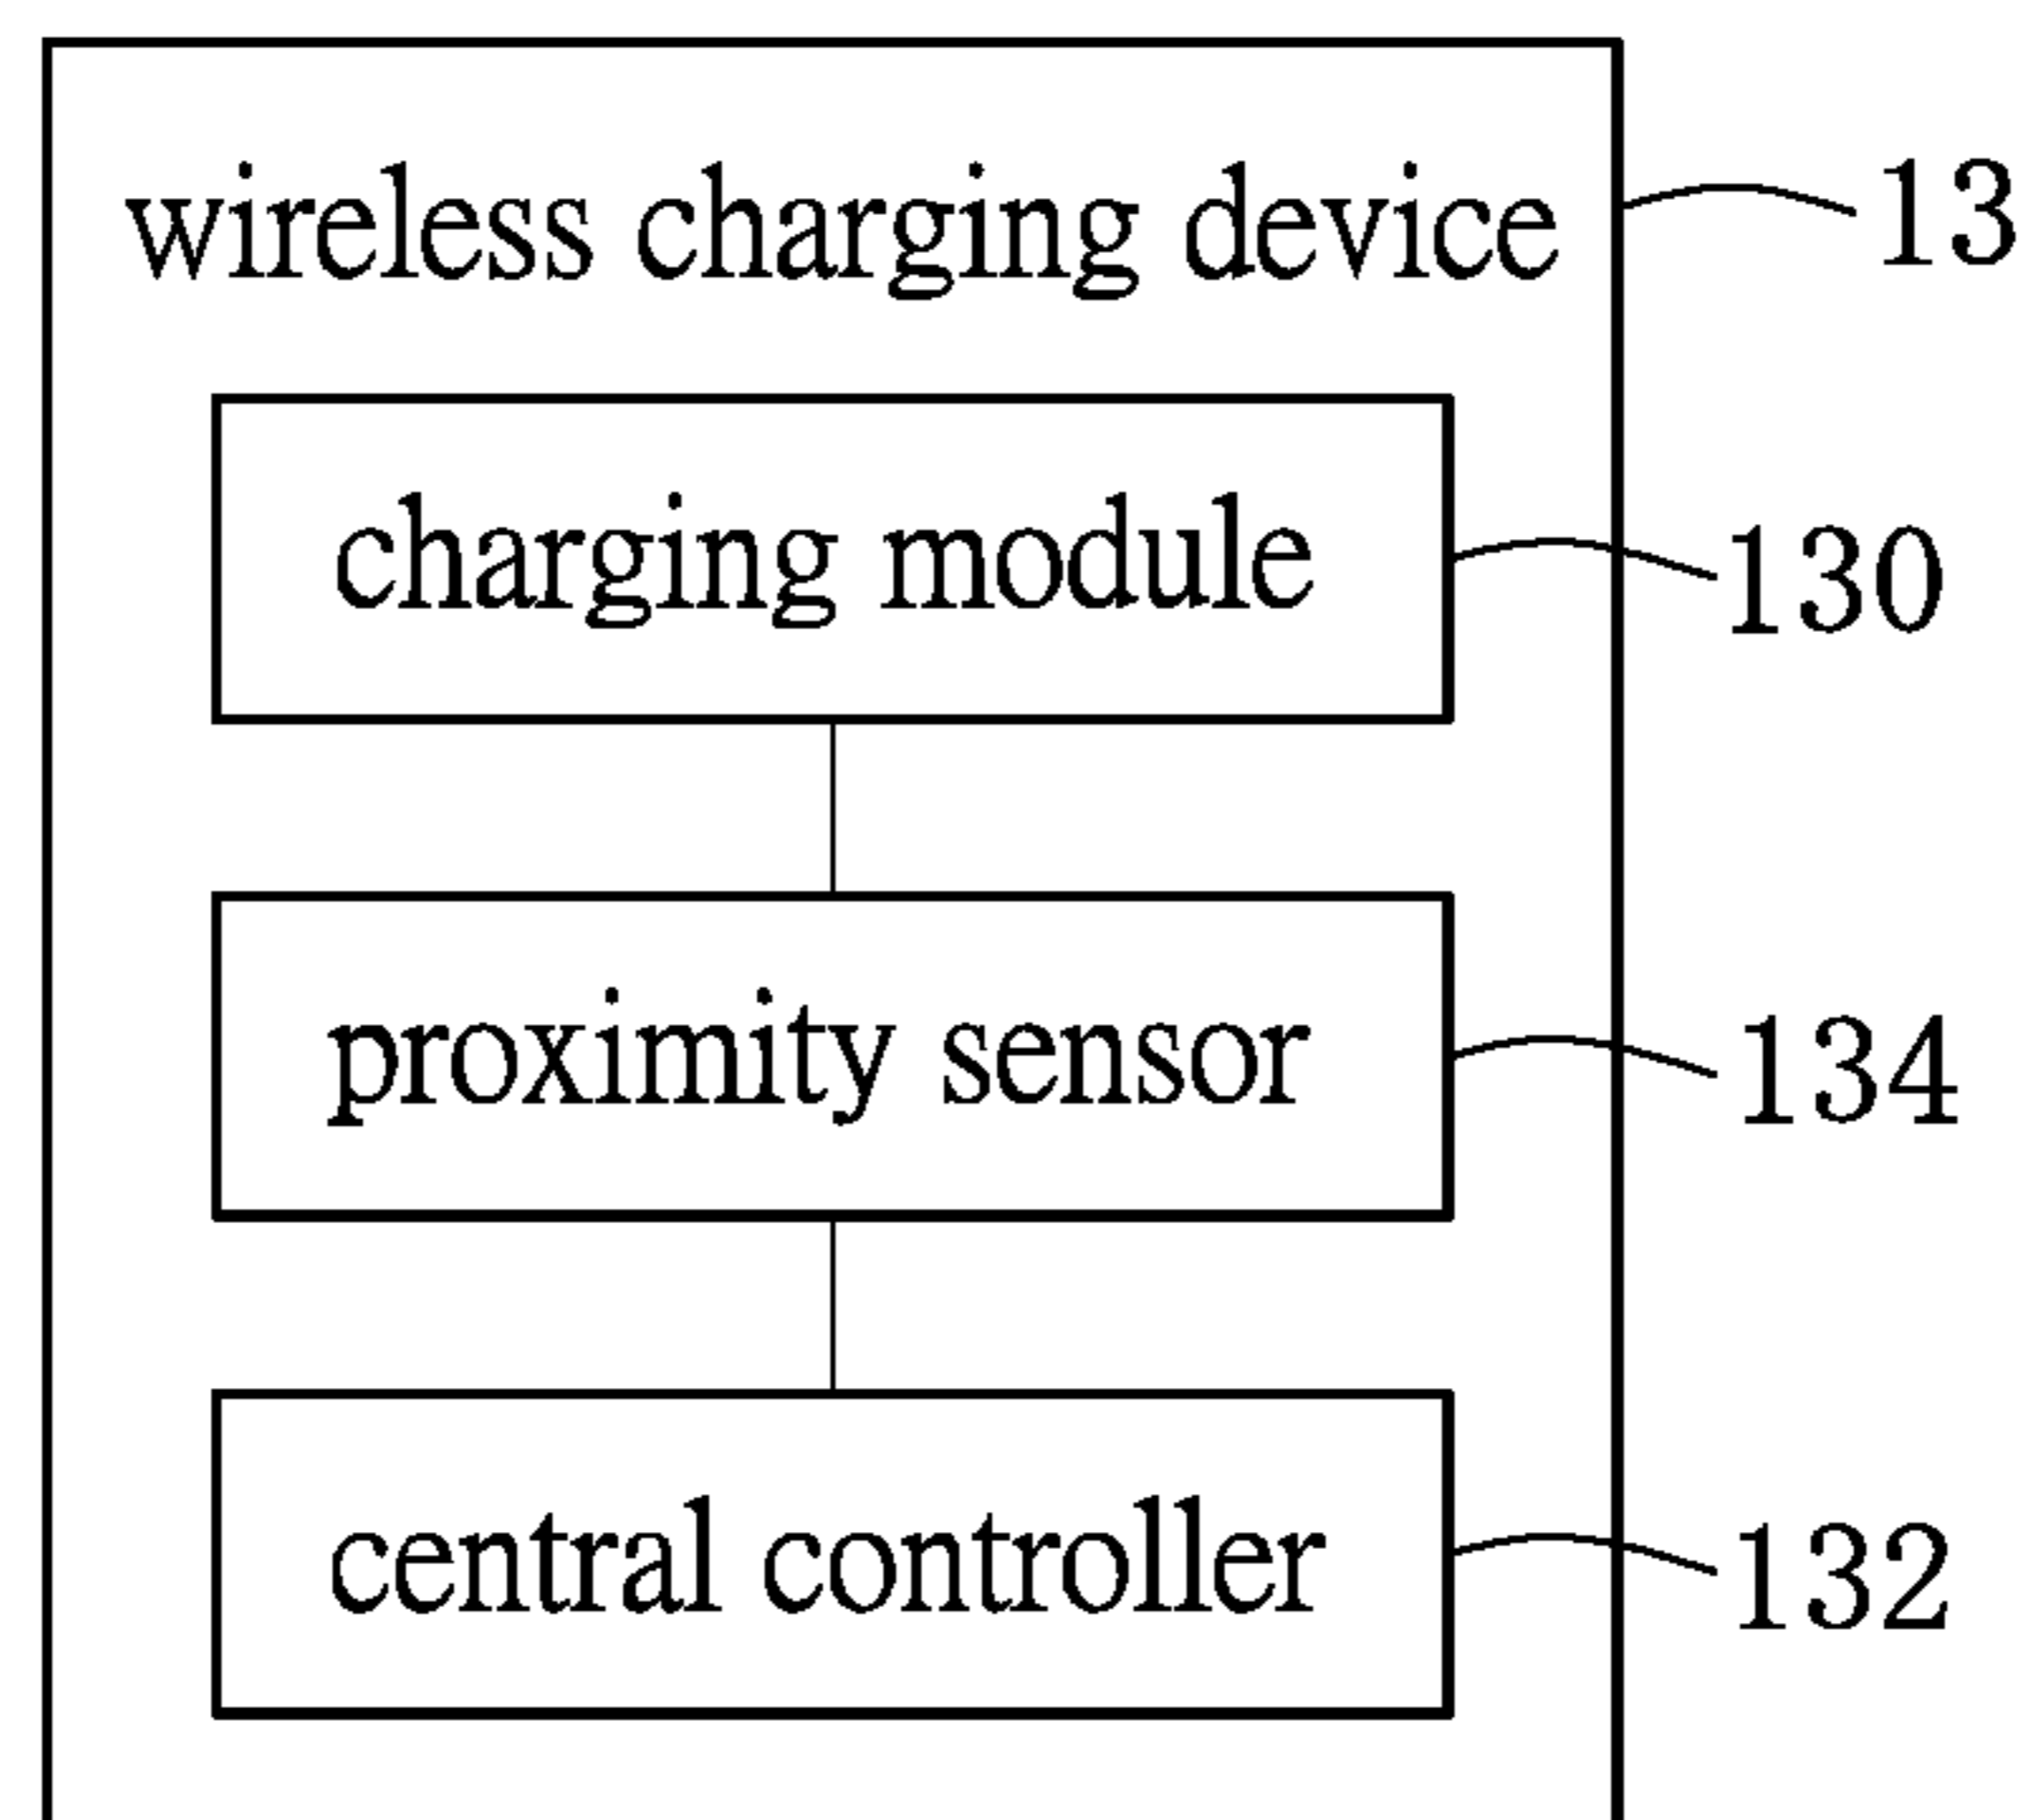 wireless charging device 13
charging module 130
proximity sensor 134
central controller 132